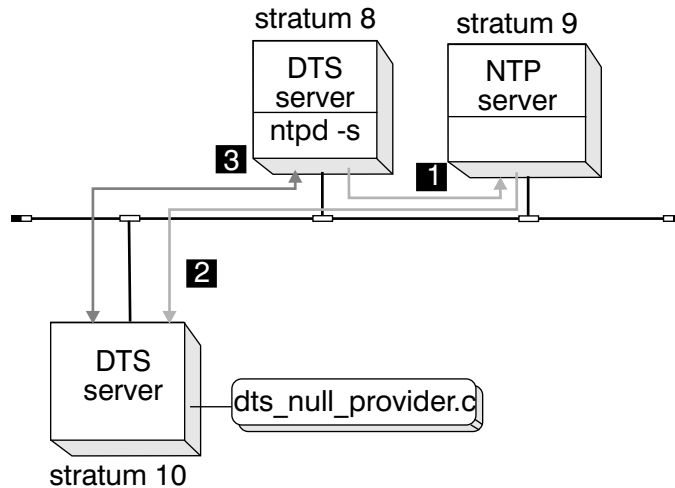 stratum 8
stratum 9
DTS
server
ntpd -s
NTP
server
3
1
2
DTS
server
dts_null_provider.c
stratum 10